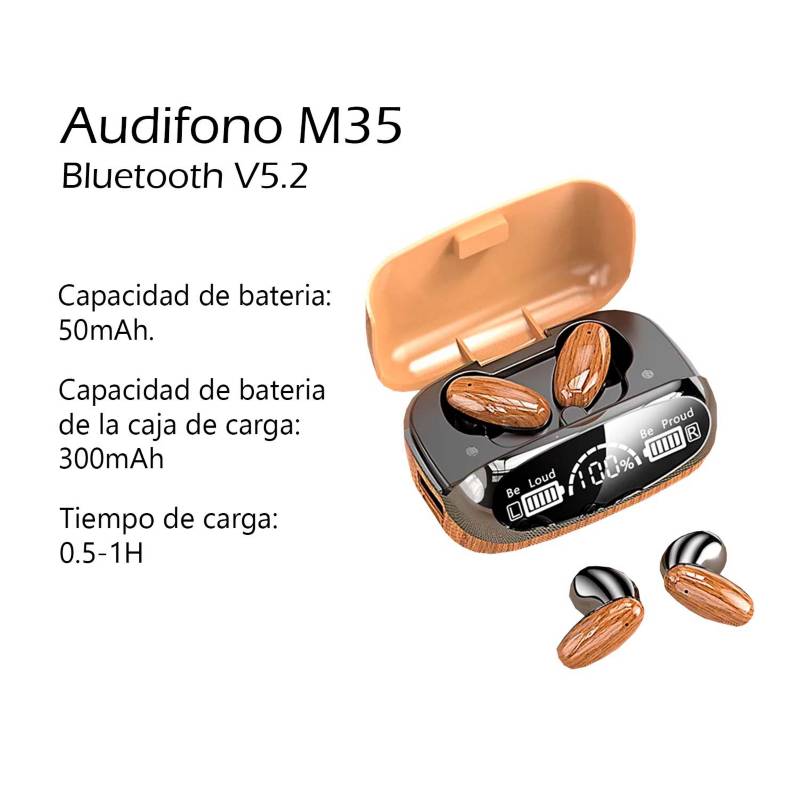 Audifono M35
Bluetooth V5.2
Capacidad de bateria:
50mAh.
Capacidad de bateria
de la caja de carga:
300mAh
Tiempo de carga:
0.5-1H
Be Loud
Be Proud
L
100%
R